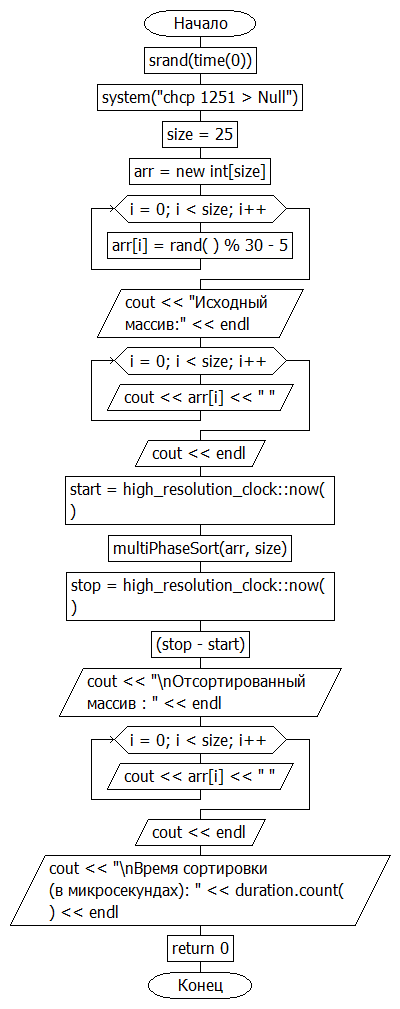 Начало
srand(time(0))
system("chcp 1251 > Null")
size = 25
arr = new int[size]
i = 0; i < size; i++
arr[i] = rand( ) % 30 - 5
cout << "Исходный
массив:" << endl
i = 0; i < size; i++
cout << arr[i] << " "
cout << endl
start = high_resolution_clock::now(
)
multiPhaseSort(arr, size)
stop = high_resolution_clock::now(
)
(stop - start)
cout << "\nОтсортированный
массив : " << endl
i = 0; i < size; i++
cout << arr[i] << " "
cout << endl
cout << "\nВремя сортировки
(в микросекундах): " << duration.count(
) << endl
return 0
Конец